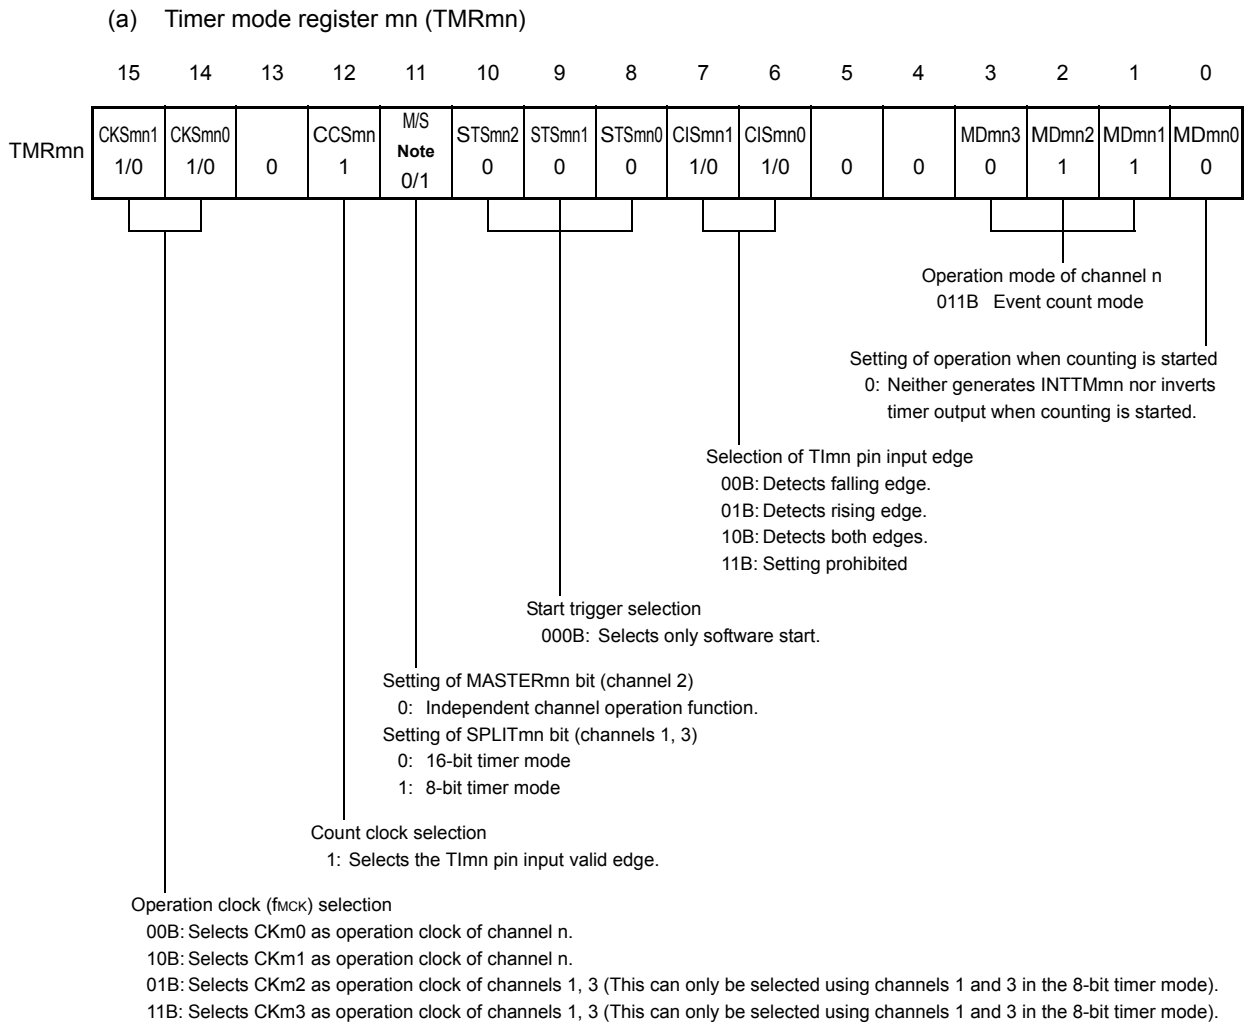 (a) Timer mode register mn (TMRmn)
15 14 13 12 11 10 9 8 7 6 5 4 3 2 1 0
TMRmn CKSmn1 CKSmn0 CCSmn M/S STSmn2 STSmn1 STSmn0 CISmn1 CISmn0 MDmn3 MDmn2 MDmn1 MDmn0
Note
1/0 1/0 0 1 0/1 0 0 0 1/0 1/0 0 0 0 1 1 0
Operation mode of channel n
011B Event count mode
Setting of operation when counting is started
0: Neither generates INTTMmn nor inverts
timer output when counting is started.
Selection of TImn pin input edge
00B: Detects falling edge.
01B: Detects rising edge.
10B: Detects both edges.
11B: Setting prohibited
Start trigger selection
000B: Selects only software start.
Setting of MASTERmn bit (channel 2)
0: Independent channel operation function.
Setting of SPLITmn bit (channels 1, 3)
0: 16-bit timer mode
1: 8-bit timer mode
Count clock selection
1: Selects the TImn pin input valid edge.
Operation clock (fMCK) selection
00B: Selects CKm0 as operation clock of channel n.
10B: Selects CKm1 as operation clock of channel n.
01B: Selects CKm2 as operation clock of channels 1, 3 (This can only be selected using channels 1 and 3 in the 8-bit timer mode).
11B: Selects CKm3 as operation clock of channels 1, 3 (This can only be selected using channels 1 and 3 in the 8-bit timer mode).